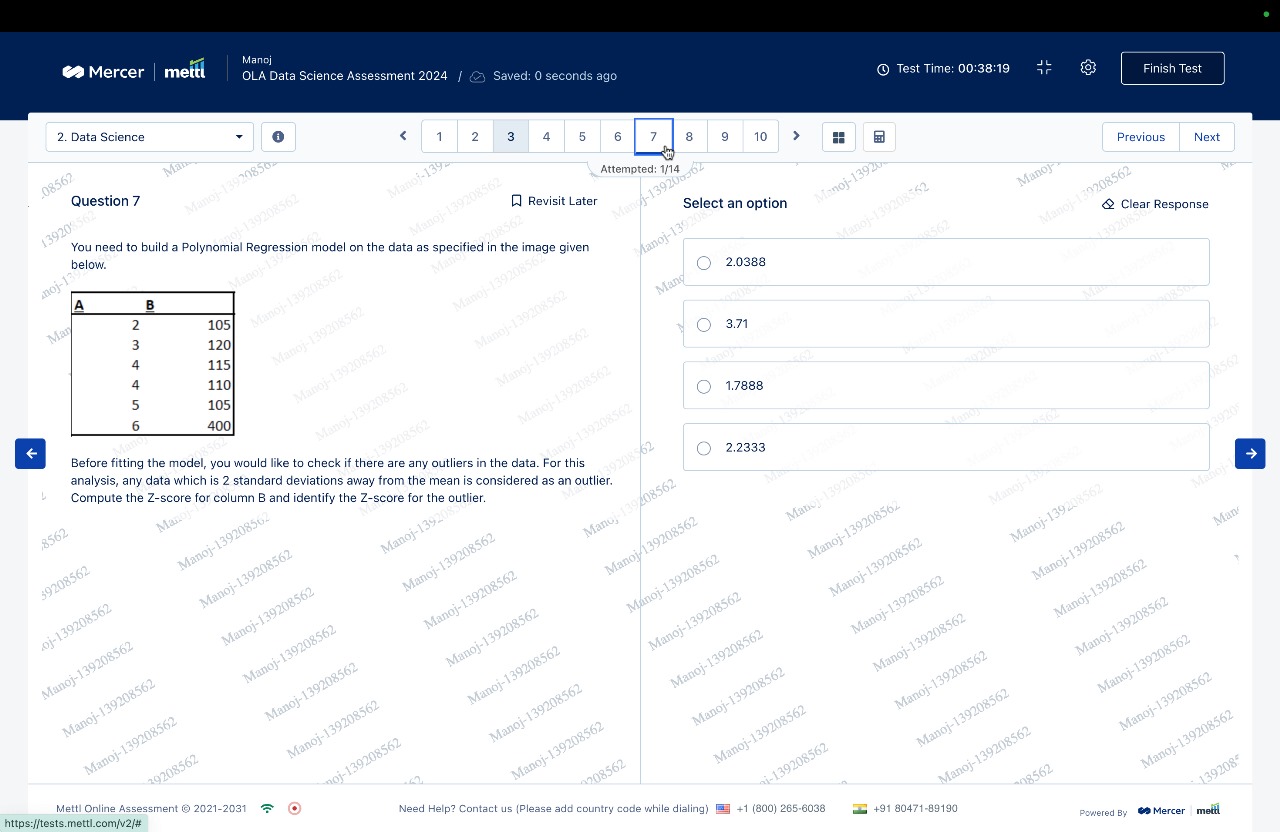 Mercer | mettl
Manoj
OLA Data Science Assessment 2024 / Saved: 0 seconds ago
Test Time: 00:38:19
Finish Test
2. Data Science
1 2 3 4 5 6 7 8 9 10
Previous Next
Attempted: 1/14
Question 7
Revisit Later
You need to build a Polynomial Regression model on the data as specified in the image given
below.
A B
2 105
3 120
4 115
4 110
5 105
6 400
Before fitting the model, you would like to check if there are any outliers in the data. For this
analysis, any data which is 2 standard deviations away from the mean is considered as an outlier.
Compute the Z-score for column B and identify the Z-score for the outlier.
Select an option
Clear Response
2.0388
3.71
1.7888
2.2333
Manoj-139208562
Mettl Online Assessment © 2021-2031
Need Help? Contact us (Please add country code while dialing) +1 (800) 265-6038 +91 80471-89190
Powered By Mercer | mettl
https://tests.mettl.com/v2/#